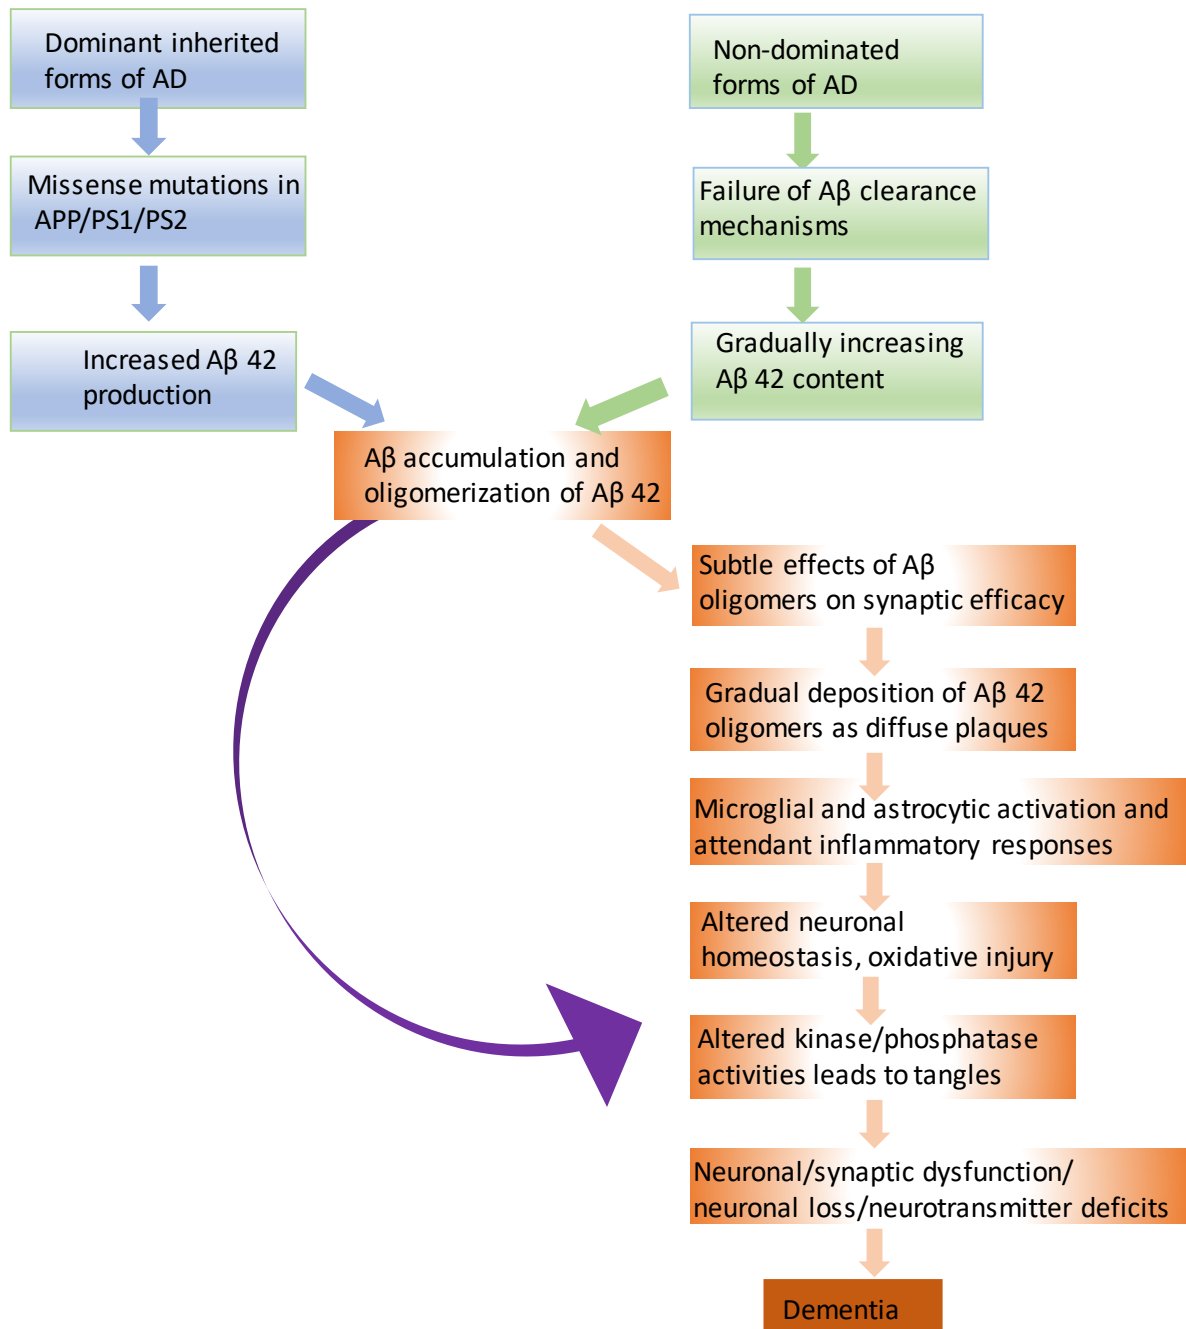 Dominant inherited
forms of AD
Missense mutations in
APP/PS1/PS2
Increased Aβ 42
production
Non-dominated
forms of AD
Failure of Aβ clearance
mechanisms
Gradually increasing
Aβ 42 content
Aβ accumulation and
oligomerization of Aβ 42
Subtle effects of Aβ
oligomers on synaptic efficacy
Gradual deposition of Aβ 42
oligomers as diffuse plaques
Microglial and astrocytic activation and
attendant inflammatory responses
Altered neuronal
homeostasis, oxidative injury
Altered kinase/phosphatase
activities leads to tangles
Neuronal/synaptic dysfunction/
neuronal loss/neurotransmitter deficits
Dementia